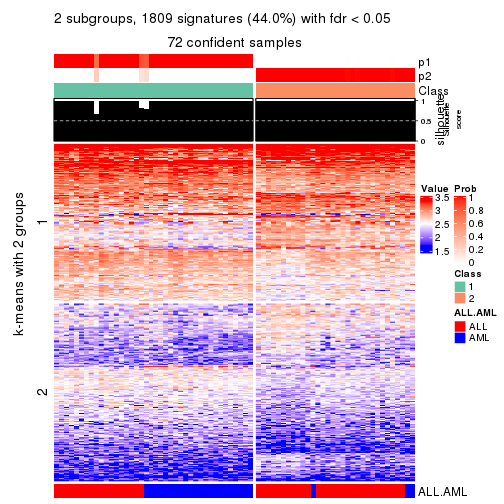 2 subgroups, 1809 signatures (44.0%) with fdr < 0.05
72 confident samples
p1
p2
Class
silhouette
Silhouette
score
1
0.5
0
k-means with 2 groups
1
2
Value
3.5
3
2.5
2
1.5
Prob
1
0.8
0.6
0.4
0.2
0
Class
1
2
ALL.AML
ALL
AML
ALL.AML